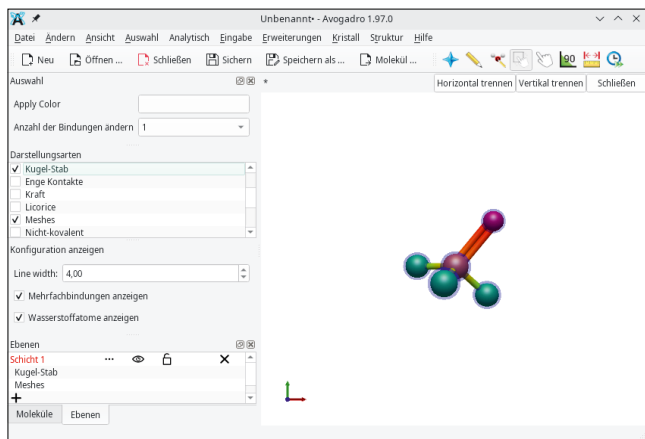 Unbenannt• - Avogadro 1.97.0
Datei Ändern Ansicht Auswahl Analytisch Eingabe Erweiterungen Kristall Struktur Hilfe
Neu Öffnen ... Schließen Sichern Speichern als ... Molekül ... 90
Auswahl
* Horizontal trennen Vertikal trennen Schließen
Apply Color
Anzahl der Bindungen ändern 1
Darstellungsarten
Kugel-Stab
Enge Kontakte
Kraft
Licorice
Meshes
Nicht-kovalent
Konfiguration anzeigen
Line width: 4,00
Mehrfachbindungen anzeigen
Wasserstoffatome anzeigen
Ebenen
Schicht 1 ...
Kugel-Stab
Meshes
Moleküle Ebenen